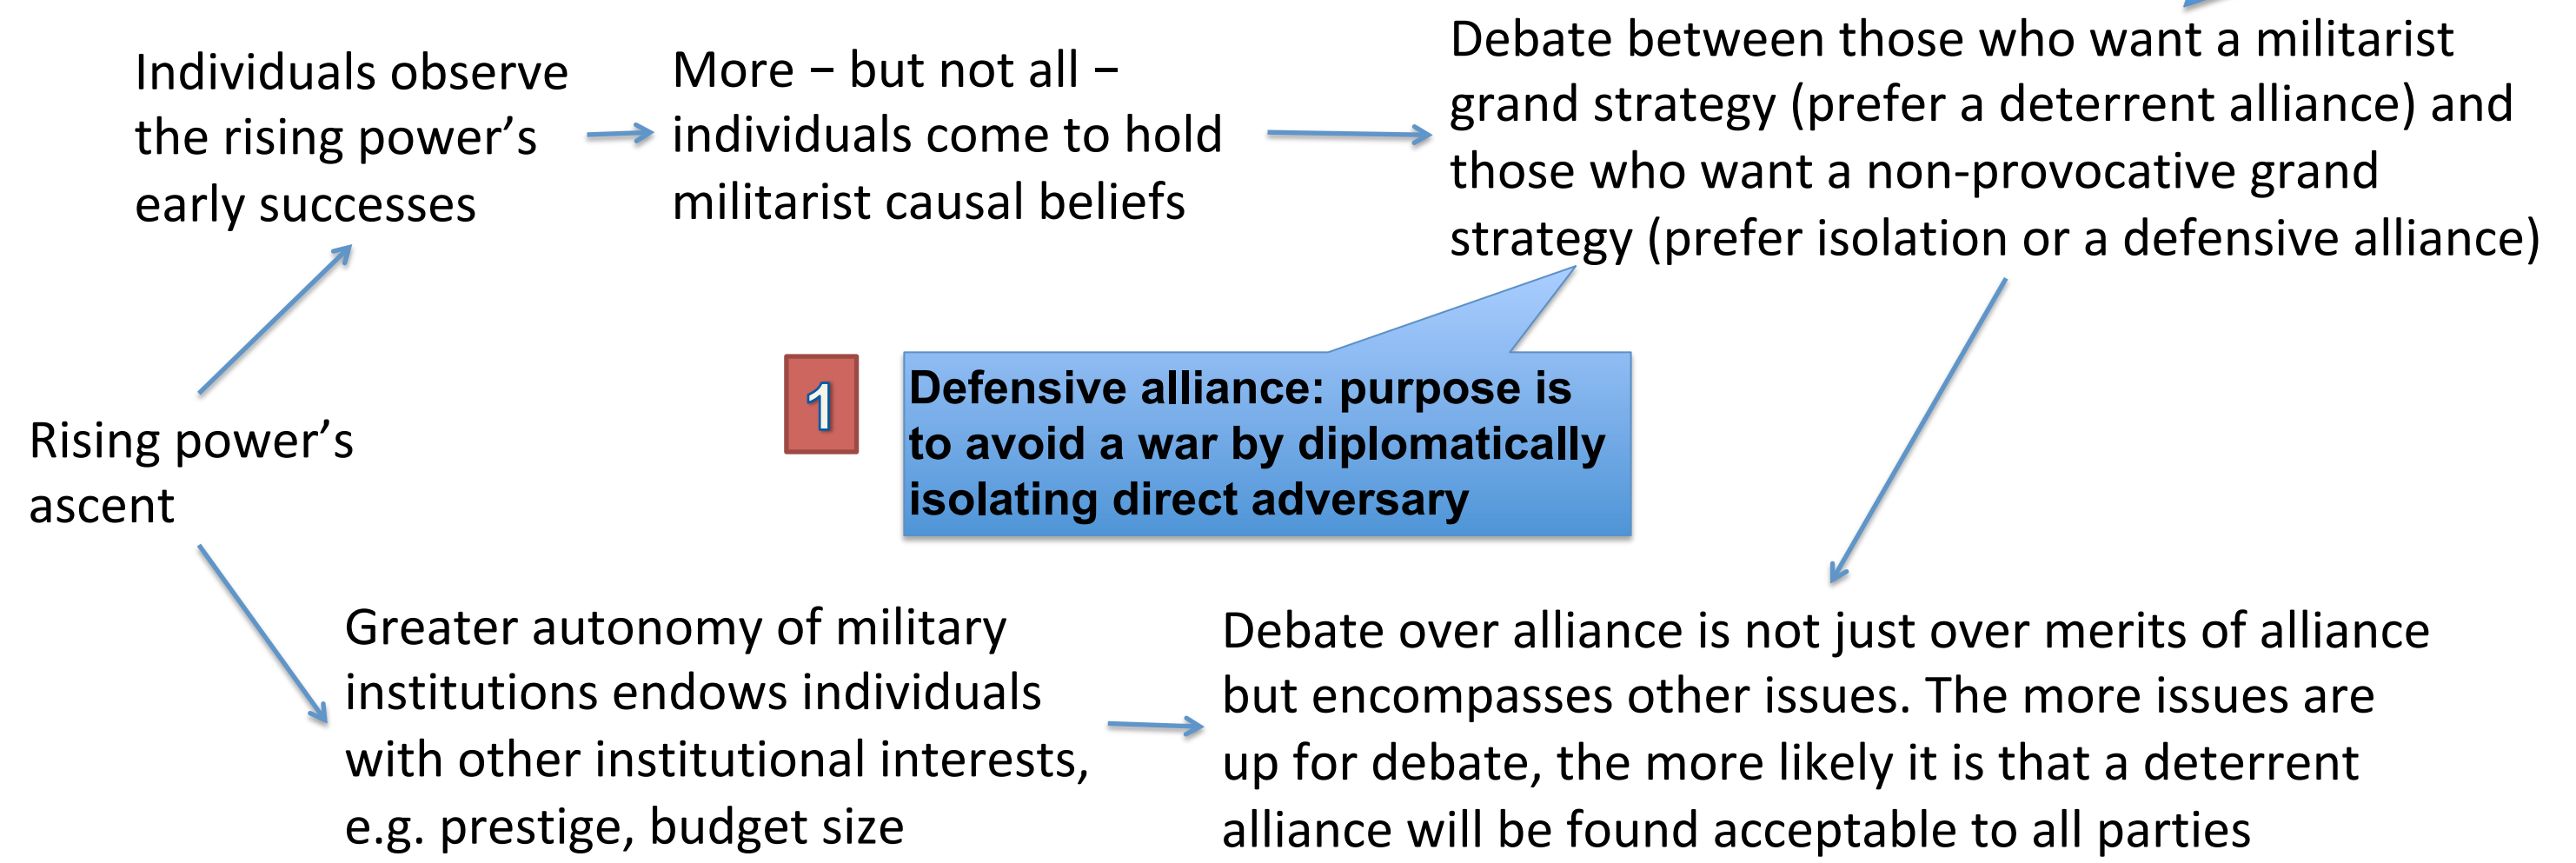 Individuals observe
the rising power’s
early successes
More – but not all –
individuals come to hold
militarist causal beliefs
Debate between those who want a militarist
grand strategy (prefer a deterrent alliance) and
those who want a non-provocative grand
strategy (prefer isolation or a defensive alliance)
1
Defensive alliance: purpose is
to avoid a war by diplomatically
isolating direct adversary
Rising power’s
ascent
Greater autonomy of military
institutions endows individuals
with other institutional interests,
e.g. prestige, budget size
Debate over alliance is not just over merits of alliance
but encompasses other issues. The more issues are
up for debate, the more likely it is that a deterrent
alliance will be found acceptable to all parties